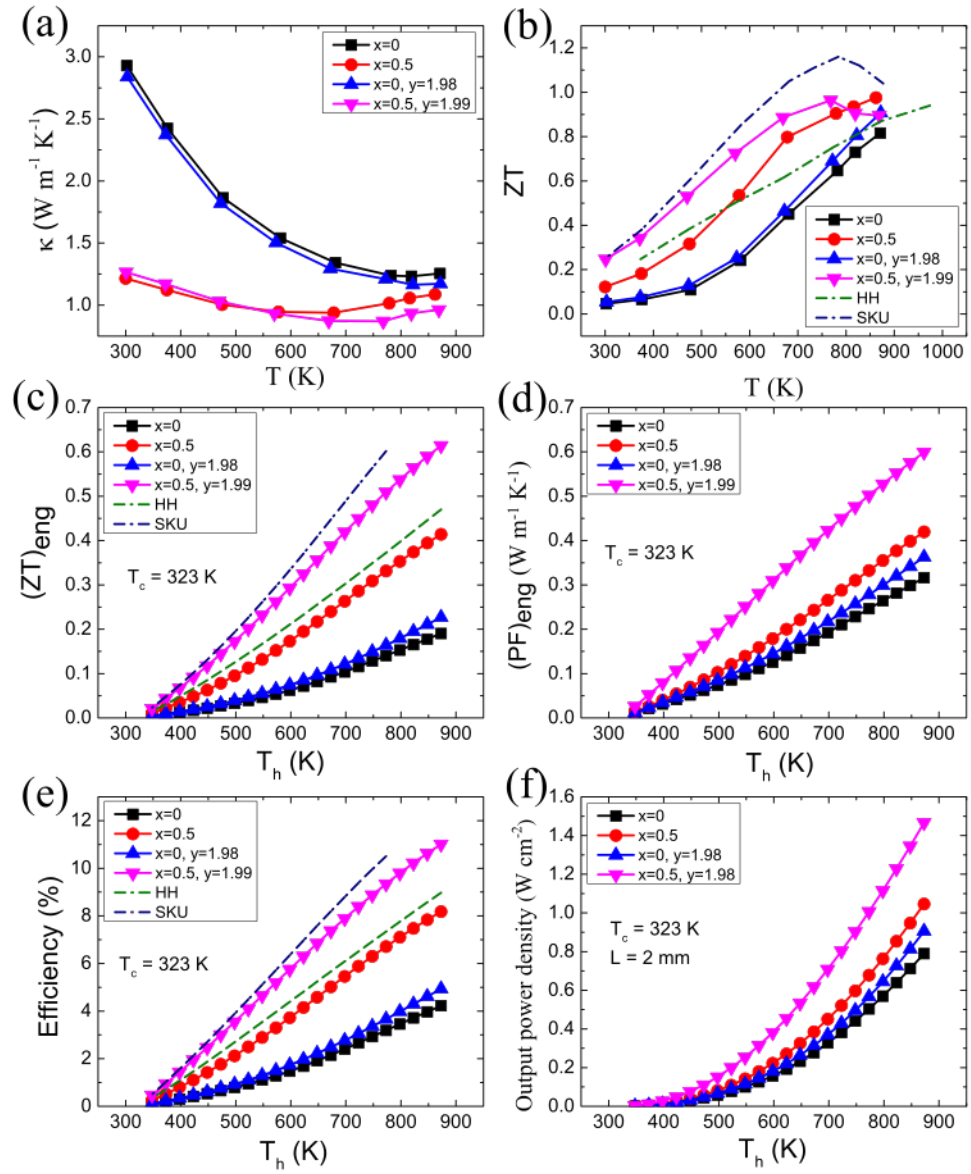 (a)
κ (W m⁻¹ K⁻¹)
3.0
2.5
2.0
1.5
1.0
x=0
x=0.5
x=0, y=1.98
x=0.5, y=1.99
300 400 500 600 700 800 900
T (K)
(b)
ZT
1.2
1.0
0.8
0.6
0.4
0.2
0.0
x=0
x=0.5
x=0, y=1.98
x=0.5, y=1.99
HH
SKU
300 400 500 600 700 800 900 1000
T (K)
(c)
(ZT)eng
0.7
0.6
0.5
0.4
0.3
0.2
0.1
0.0
x=0
x=0.5
x=0, y=1.98
x=0.5, y=1.99
HH
SKU
T_c = 323 K
300 400 500 600 700 800 900
T_h (K)
(d)
(PF)eng (W m⁻¹ K⁻¹)
0.7
0.6
0.5
0.4
0.3
0.2
0.1
0.0
x=0
x=0.5
x=0, y=1.98
x=0.5, y=1.99
T_c = 323 K
300 400 500 600 700 800 900
T_h (K)
(e)
Efficiency (%)
12
10
8
6
4
2
0
x=0
x=0.5
x=0, y=1.98
x=0.5, y=1.99
HH
SKU
T_c = 323 K
300 400 500 600 700 800 900
T_h (K)
(f)
Output power density (W cm⁻²)
1.6
1.4
1.2
1.0
0.8
0.6
0.4
0.2
0.0
x=0
x=0.5
x=0, y=1.98
x=0.5, y=1.98
T_c = 323 K
L = 2 mm
300 400 500 600 700 800 900
T_h (K)